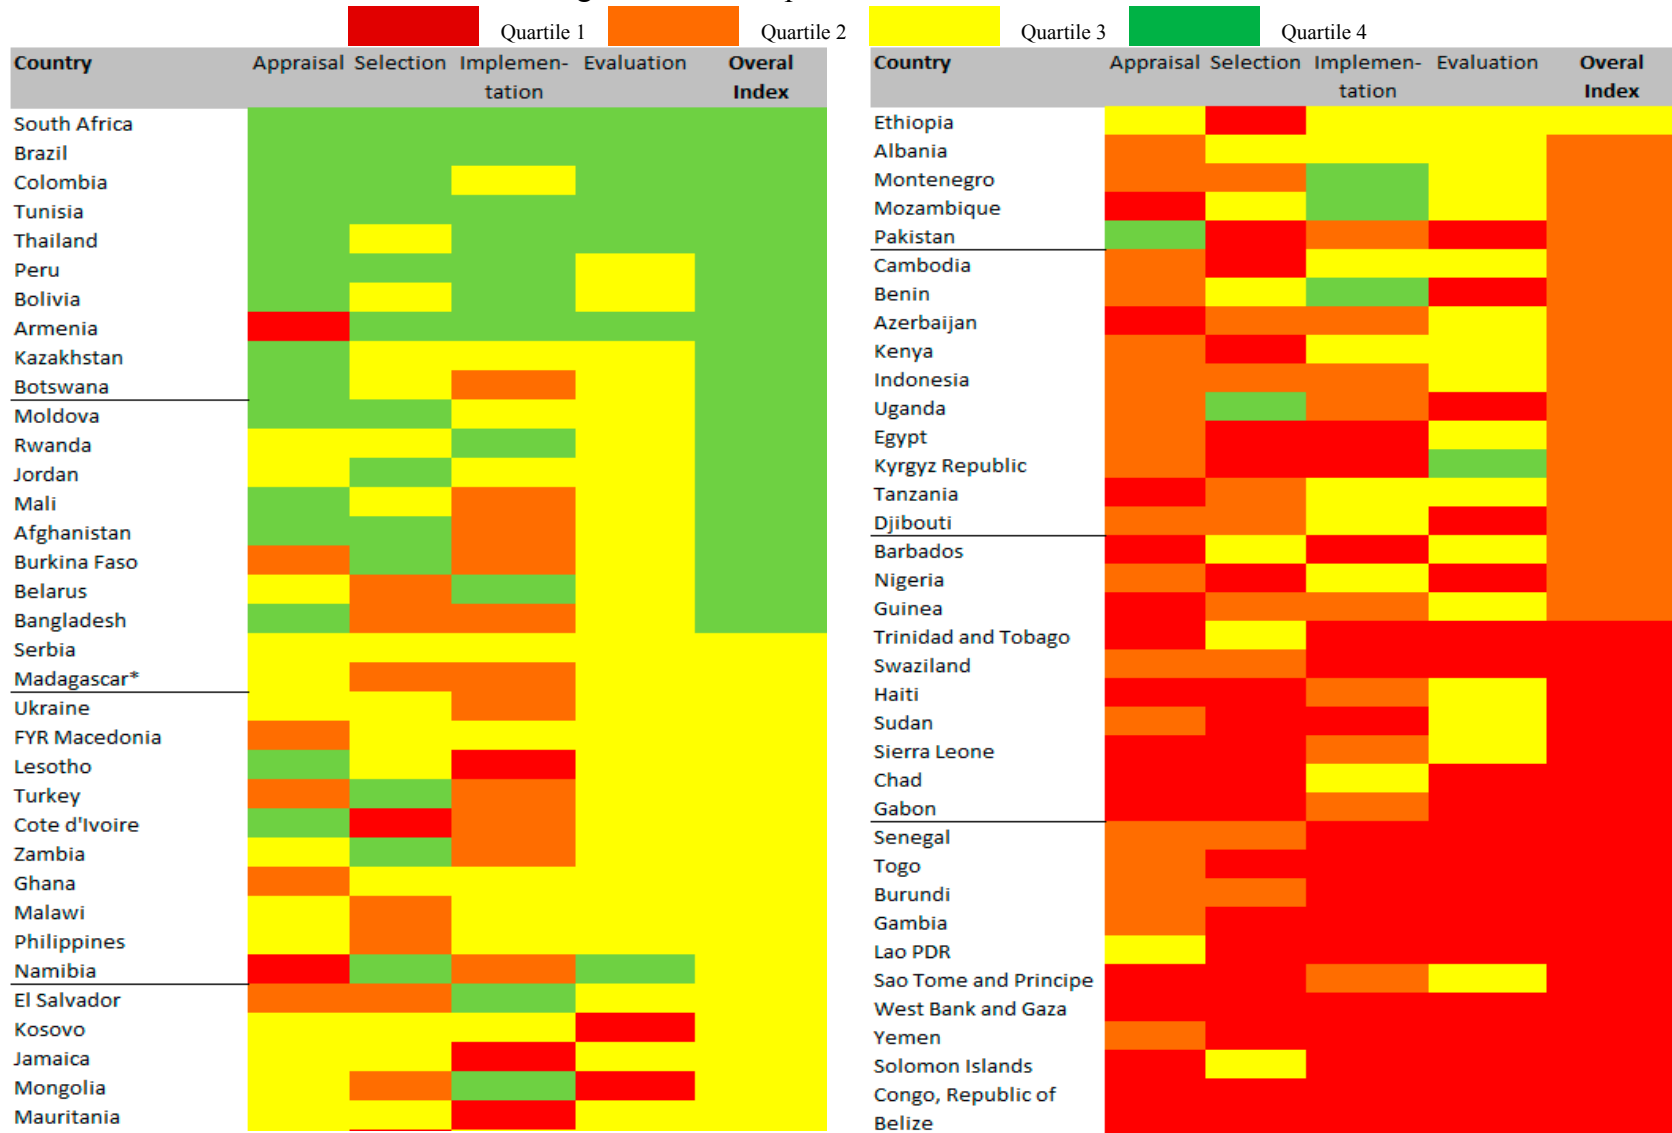 Quartile 1 Quartile 2 Quartile 3 Quartile 4
Country Appraisal Selection Implemen- Evaluation Overal
tation Index
South Africa
Brazil
Colombia
Tunisia
Thailand
Peru
Bolivia
Armenia
Kazakhstan
Botswana
Moldova
Rwanda
Jordan
Mali
Afghanistan
Burkina Faso
Belarus
Bangladesh
Serbia
Madagascar*
Ukraine
FYR Macedonia
Lesotho
Turkey
Cote d'Ivoire
Zambia
Ghana
Malawi
Philippines
Namibia
El Salvador
Kosovo
Jamaica
Mongolia
Mauritania
Country Appraisal Selection Implemen- Evaluation Overal
tation Index
Ethiopia
Albania
Montenegro
Mozambique
Pakistan
Cambodia
Benin
Azerbaijan
Kenya
Indonesia
Uganda
Egypt
Kyrgyz Republic
Tanzania
Djibouti
Barbados
Nigeria
Guinea
Trinidad and Tobago
Swaziland
Haiti
Sudan
Sierra Leone
Chad
Gabon
Senegal
Togo
Burundi
Gambia
Lao PDR
Sao Tome and Principe
West Bank and Gaza
Yemen
Solomon Islands
Congo, Republic of
Belize